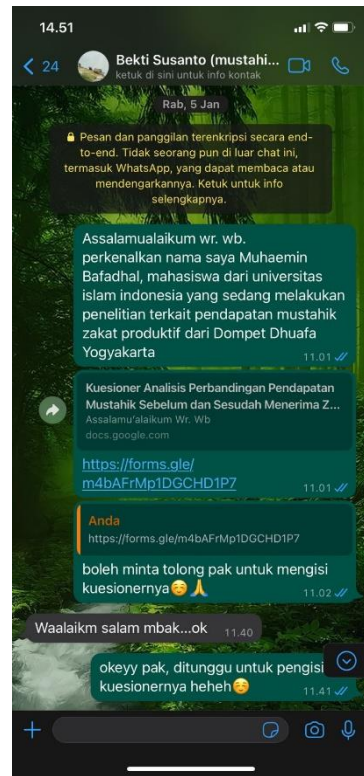 14.51
24
Bekti Susanto (mustahi...
ketuk di sini untuk info kontak
Rab, 5 Jan
Pesan dan panggilan terenkripsi secara end-
to-end. Tidak seorang pun di luar chat ini,
termasuk WhatsApp, yang dapat membaca atau
mendengarkannya. Ketuk untuk info
selengkapnya.
Assalamualaikum wr. wb.
perkenalkan nama saya Muhaemin
Bafadhal, mahasiswa dari universitas
islam indonesia yang sedang melakukan
penelitian terkait pendapatan mustahik
zakat produktif dari Dompet Dhuafa
Yogyakarta
11.01
Kuesioner Analisis Perbandingan Pendapatan
Mustahik Sebelum dan Sesudah Menerima Z...
Assalamu'alaikum Wr. Wb
docs.google.com
https://forms.gle/
m4bAFrMp1DGCHD1P7
11.01
Anda
https://forms.gle/m4bAFrMp1DGCHD1P7
boleh minta tolong pak untuk mengisi
kuesionernya☺️🙏
11.02
Waalaikm salam mbak...ok 11.40
okeyy pak, ditunggu untuk pengisi
kuesionernya heheh☺️
11.41